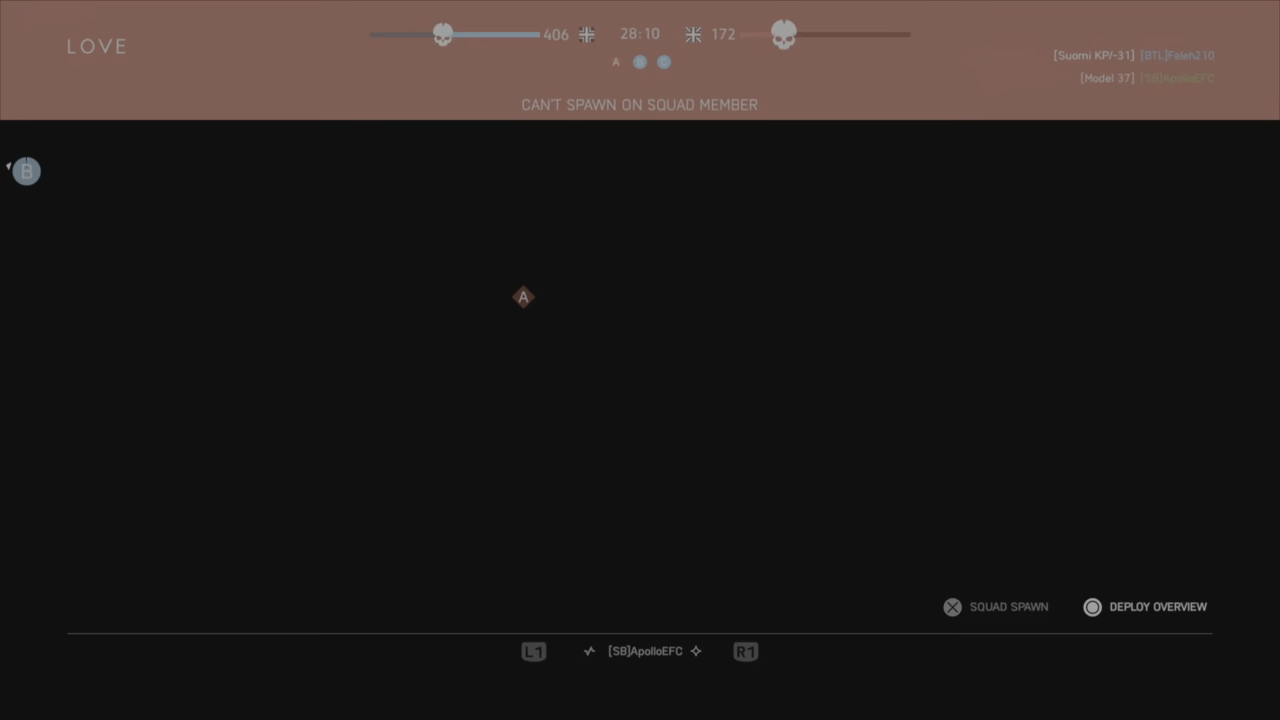 LOVE
406 28:10 172
A B C
[Suomi KP/-31] [BTL]Faleh210
[Model 37] [SB]ApolloEFC
CAN'T SPAWN ON SQUAD MEMBER
B
A
SQUAD SPAWN DEPLOY OVERVIEW
L1 [SB]ApolloEFC R1